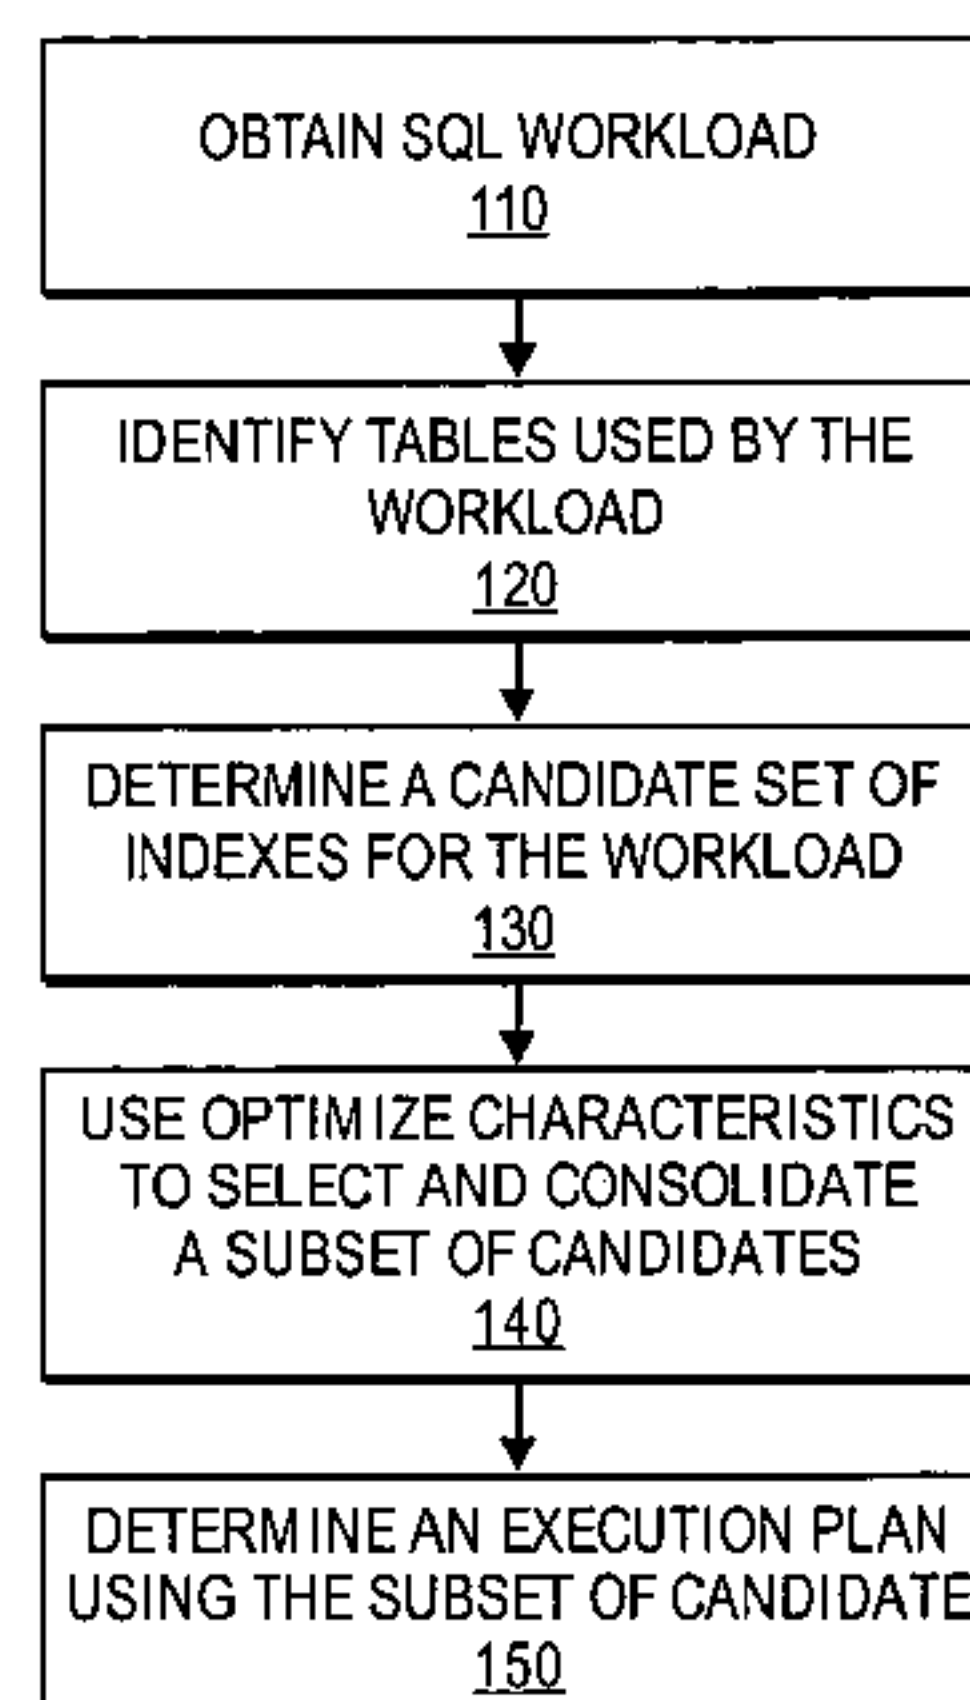 OBTAIN SQL WORKLOAD
110
IDENTIFY TABLES USED BY THE
WORKLOAD
120
DETERMINE A CANDIDATE SET OF
INDEXES FOR THE WORKLOAD
130
USE OPTIMIZE CHARACTERISTICS
TO SELECT AND CONSOLIDATE
A SUBSET OF CANDIDATES
140
DETERMINE AN EXECUTION PLAN
USING THE SUBSET OF CANDIDATE
150